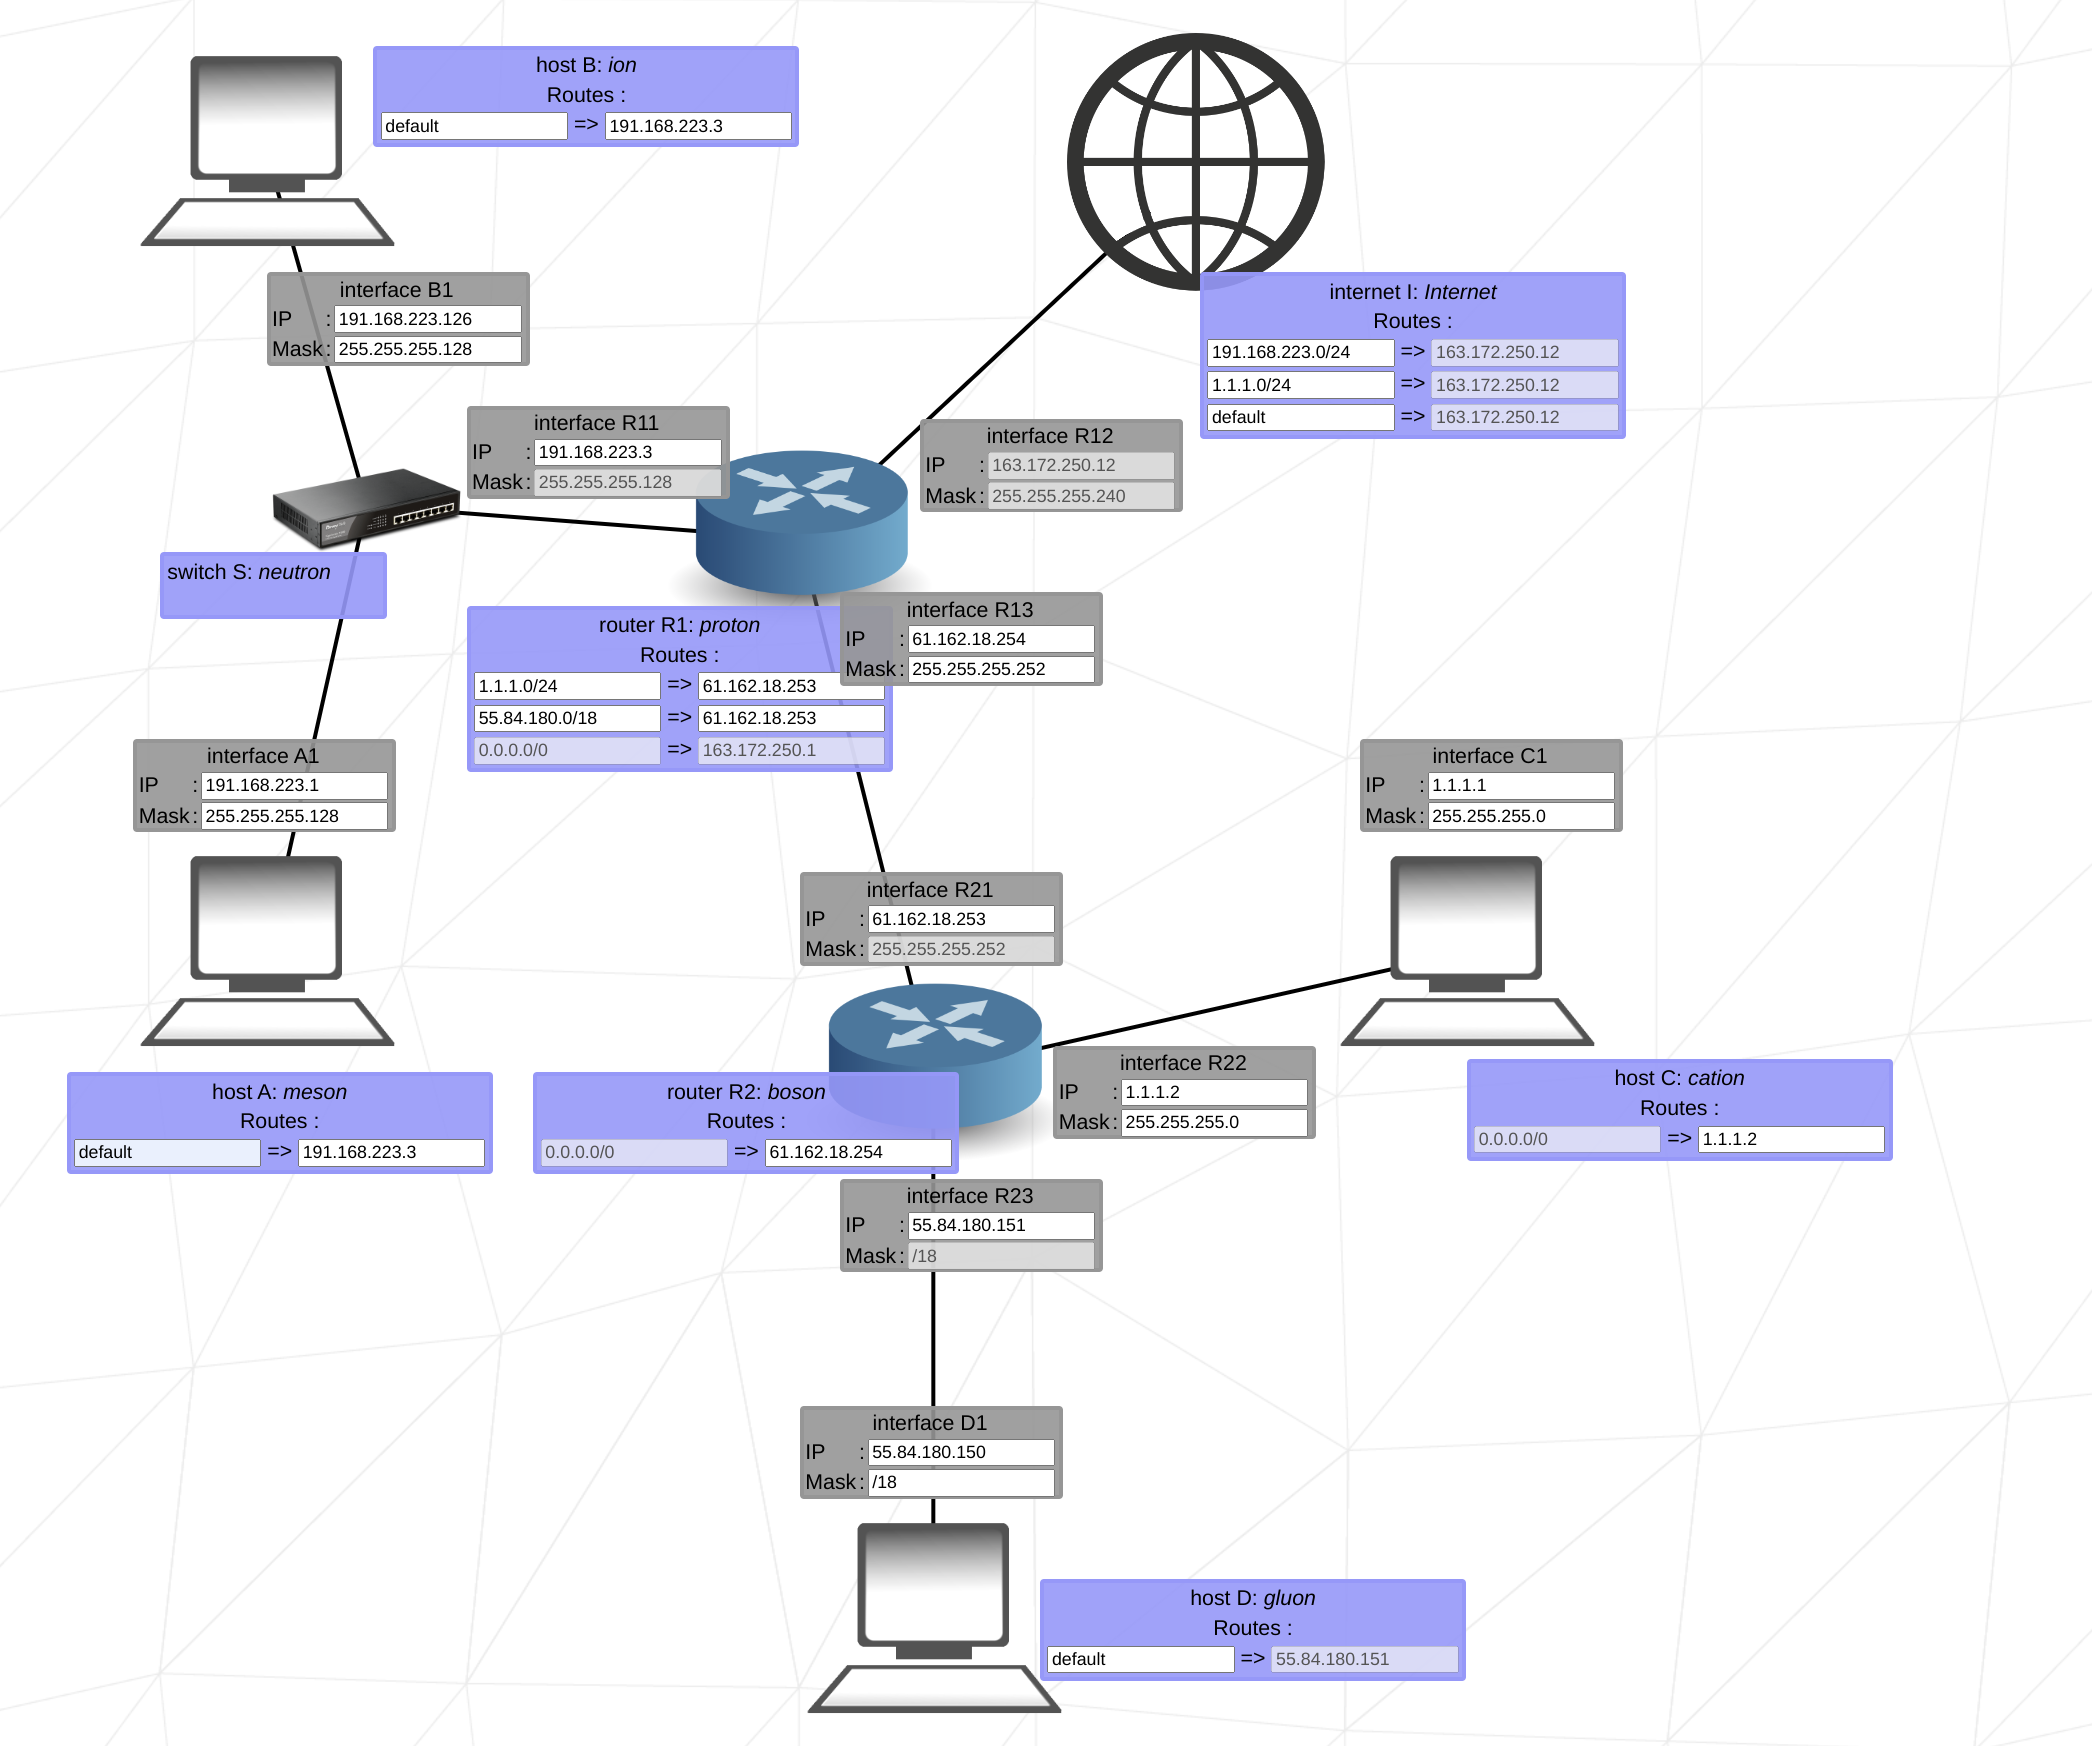 host B: ion
Routes :
default => 191.168.223.3
interface B1
IP : 191.168.223.126
Mask : 255.255.255.128
internet I: Internet
Routes :
191.168.223.0/24 => 163.172.250.12
1.1.1.0/24 => 163.172.250.12
default => 163.172.250.12
interface R11
IP : 191.168.223.3
Mask : 255.255.255.128
interface R12
IP : 163.172.250.12
Mask : 255.255.255.240
switch S: neutron
interface R13
IP : 61.162.18.254
Mask : 255.255.255.252
router R1: proton
Routes :
1.1.1.0/24 => 61.162.18.253
55.84.180.0/18 => 61.162.18.253
0.0.0.0/0 => 163.172.250.1
interface A1
IP : 191.168.223.1
Mask : 255.255.255.128
interface C1
IP : 1.1.1.1
Mask : 255.255.255.0
interface R21
IP : 61.162.18.253
Mask : 255.255.255.252
host A: meson
Routes :
default => 191.168.223.3
router R2: boson
Routes :
0.0.0.0/0 => 61.162.18.254
interface R22
IP : 1.1.1.2
Mask : 255.255.255.0
host C: cation
Routes :
0.0.0.0/0 => 1.1.1.2
interface R23
IP : 55.84.180.151
Mask : /18
interface D1
IP : 55.84.180.150
Mask : /18
host D: gluon
Routes :
default => 55.84.180.151